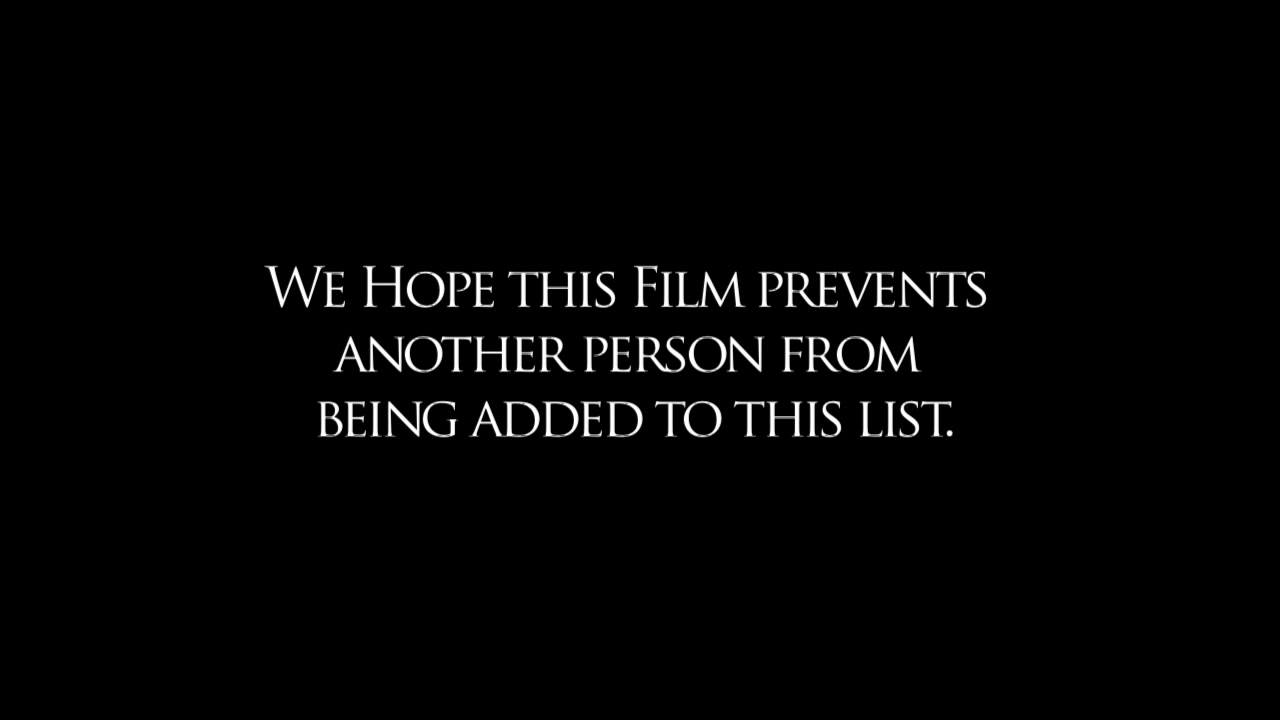 We Hope this Film prevents
another person from
being added to this list.